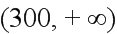 (300, + ∞)